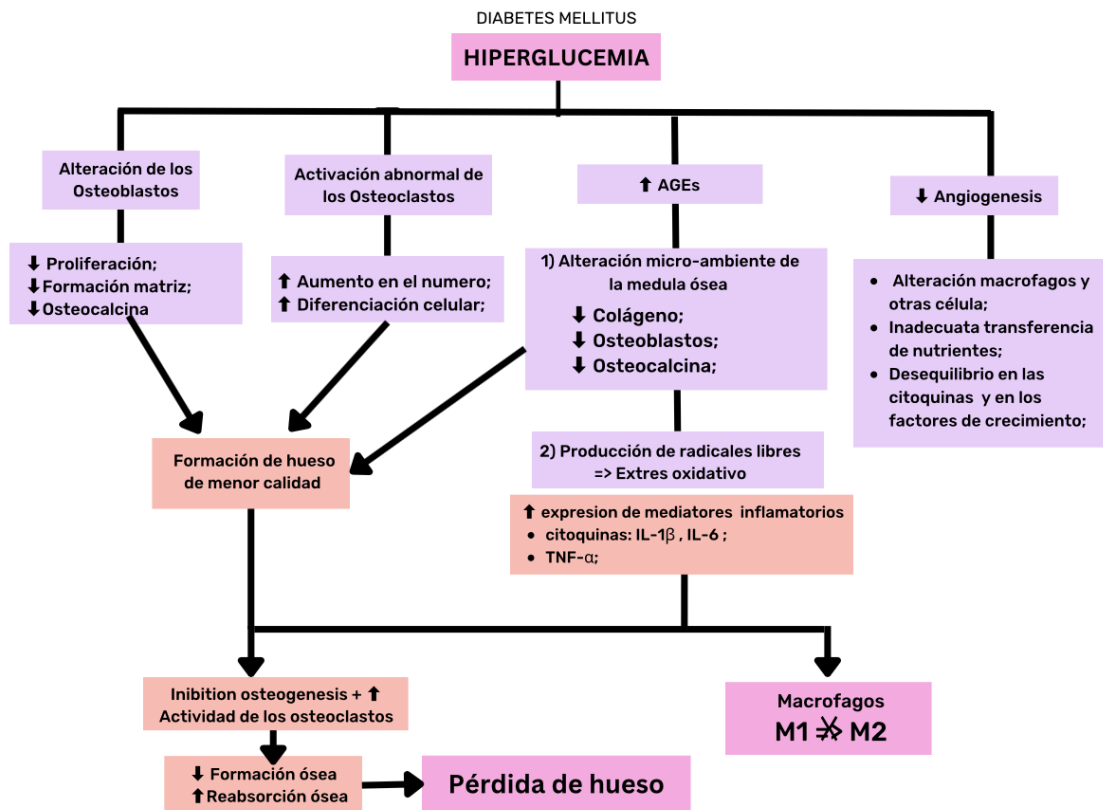 DIABETES MELLITUS
HIPERGLUCEMIA
Alteración de los
Osteoblastos
Activación abnormal de
los Osteoclastos
⬆ AGEs
⬇ Angiogenesis
⬇ Proliferación;
⬇Formación matriz;
⬇Osteocalcina
⬆ Aumento en el numero;
⬆ Diferenciación celular;
1) Alteración micro-ambiente de
la medula ósea
⬇ Colágeno;
⬇ Osteoblastos;
⬇ Osteocalcina;
• Alteración macrofagos y
otras célula;
• Inadecuata transferencia
de nutrientes;
• Desequilibrio en las
citoquinas y en los
factores de crecimiento;
Formación de hueso
de menor calidad
2) Producción de radicales libres
=> Extres oxidativo
⬆ expresion de mediatores inflamatorios
• citoquinas: IL-1β , IL-6 ;
• TNF-α;
Inibition osteogenesis + ⬆
Actividad de los osteoclastos
Macrofagos
M1 ⇏ M2
⬇ Formación ósea
⬆ Reabsorción ósea
Pérdida de hueso